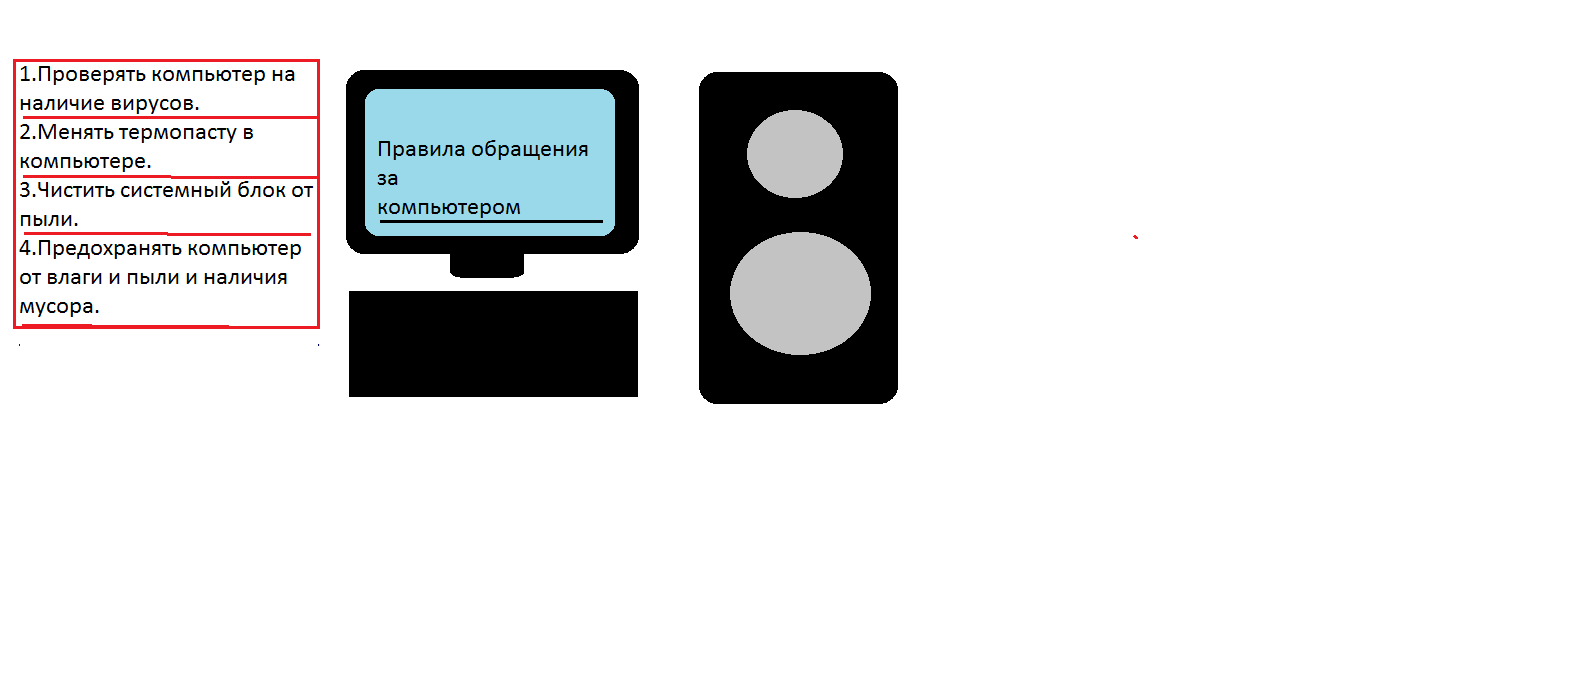 1.Проверять компьютер на
наличие вирусов.
2.Менять термопасту в
компьютере.
3.Чистить системный блок от
пыли.
4.Предохранять компьютер
от влаги и пыли и наличия
мусора.
Правила обращения
за
компьютером